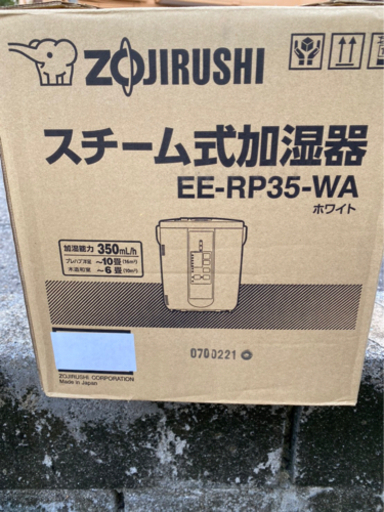 ZOJIRUSHI
スチーム式加湿器
EE-RP35-WA
ホワイト
加湿能力 350mL/h
プレハブ洋室 ～10畳(16m²)
木造和室 ～6畳(10m²)
0700221
ZOJIRUSHI CORPORATION
Made in Japan